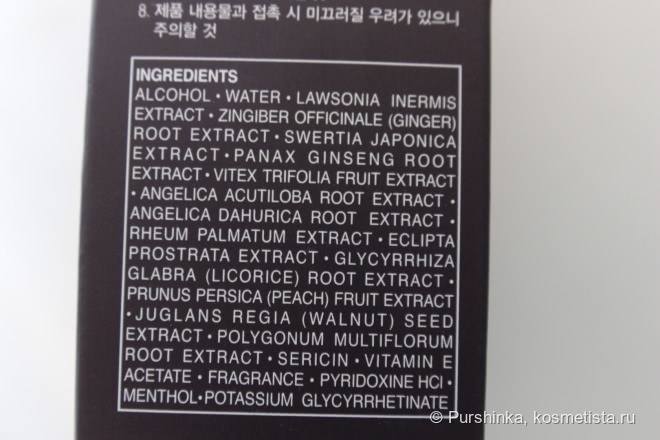 8. 제품 내용물과 접촉 시 미끄러질 우려가 있으니
주의할 것
INGREDIENTS
ALCOHOL • WATER • LAWSONIA INERMIS
EXTRACT • ZINGIBER OFFICINALE (GINGER)
ROOT EXTRACT • SWERTIA JAPONICA
EXTRACT • PANAX GINSENG ROOT
EXTRACT • VITEX TRIFOLIA FRUIT EXTRACT
• ANGELICA ACUTILOBA ROOT EXTRACT •
ANGELICA DAHURICA ROOT EXTRACT •
RHEUM PALMATUM EXTRACT • ECLIPTA
PROSTRATA EXTRACT • GLYCYRRHIZA
GLABRA (LICORICE) ROOT EXTRACT •
PRUNUS PERSICA (PEACH) FRUIT EXTRACT
• JUGLANS REGIA (WALNUT) SEED
EXTRACT • POLYGONUM MULTIFLORUM
ROOT EXTRACT • SERICIN • VITAMIN E
ACETATE • FRAGRANCE • PYRIDOXINE HCl •
MENTHOL • POTASSIUM GLYCYRRHETINATE
© Purshinka, kosmetista.ru